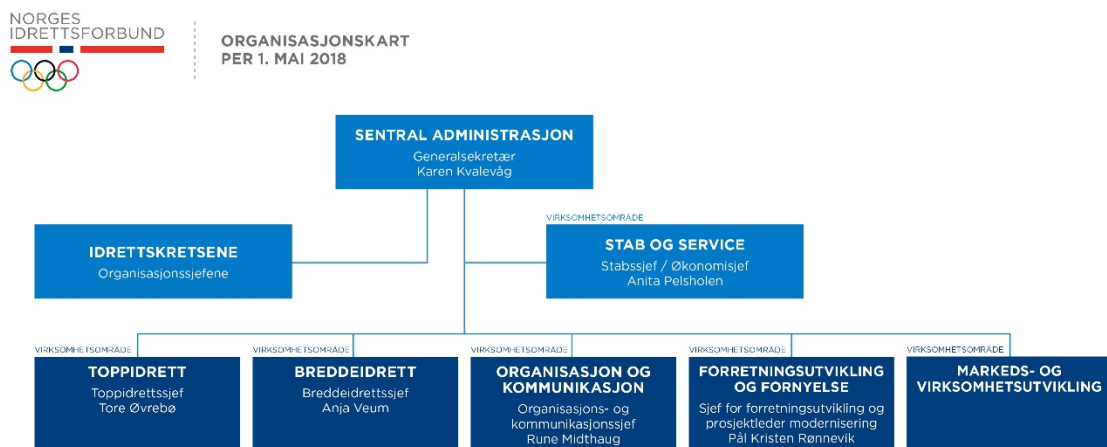 NORGES
IDRETTSFORBUND
ORGANISASJONSKART
PER 1. MAI 2018
SENTRAL ADMINISTRASJON
Generalsekretær
Karen Kvalevåg
IDRETTSKRETSENE
Organisasjonssjefene
VIRKSOMHETSOMRÅDE
STAB OG SERVICE
Stabssjef / Økonomisjef
Anita Pelsholen
VIRKSOMHETSOMRÅDE
TOPPIDRETT
Toppidrettssjef
Tore Øvrebø
VIRKSOMHETSOMRÅDE
BREDDEIDRETT
Breddeidrettssjef
Anja Veum
VIRKSOMHETSOMRÅDE
ORGANISASJON OG
KOMMUNIKASJON
Organisasjons- og
kommunikasjonssjef
Rune Midthaug
VIRKSOMHETSOMRÅDE
FORRETNINGSUTVIKLING
OG FORNYELSE
Sjef for forretningsutvikling og
prosjektleder modernisering
Pål Kristen Rønnevik
VIRKSOMHETSOMRÅDE
MARKEDS- OG
VIRKSOMHETSUTVIKLING